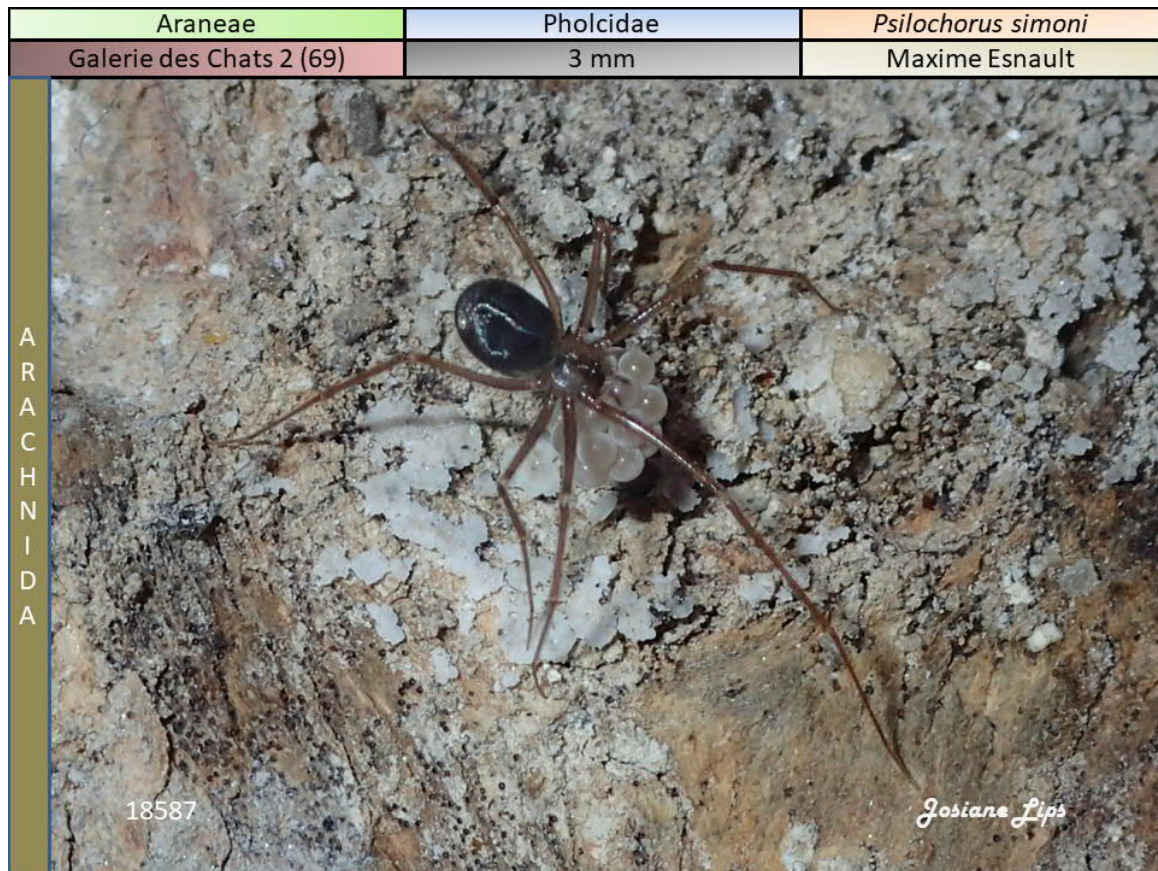 Araneae
Pholcidae
Psilochorus simoni
Galerie des Chats 2 (69)
3 mm
Maxime Esnault
ARACHNIDA
18587
Josiane Lips